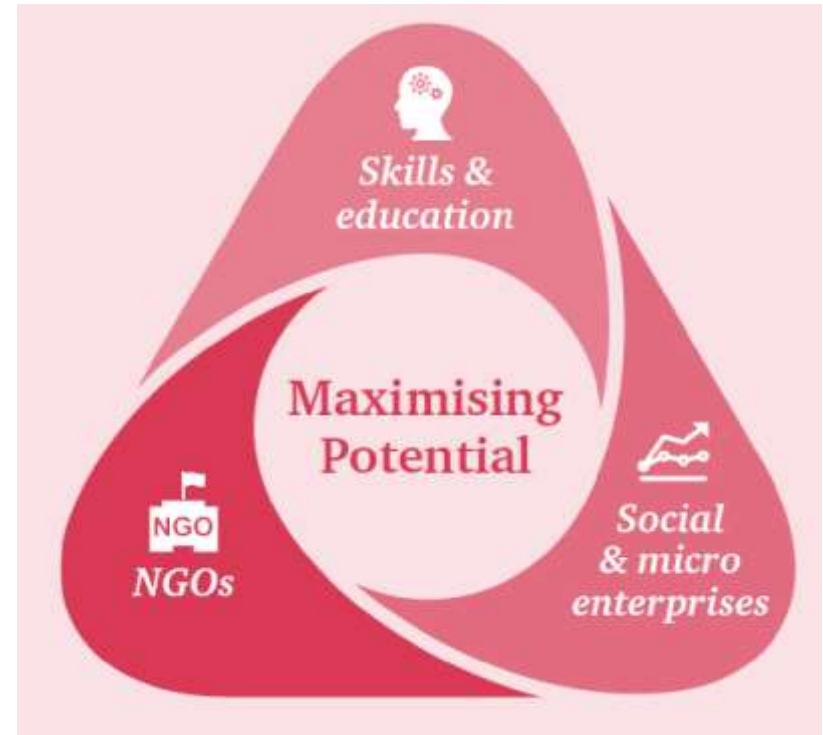 Skills &
education
Maximising
Potential
NGO
NGOs
Social
& micro
enterprises